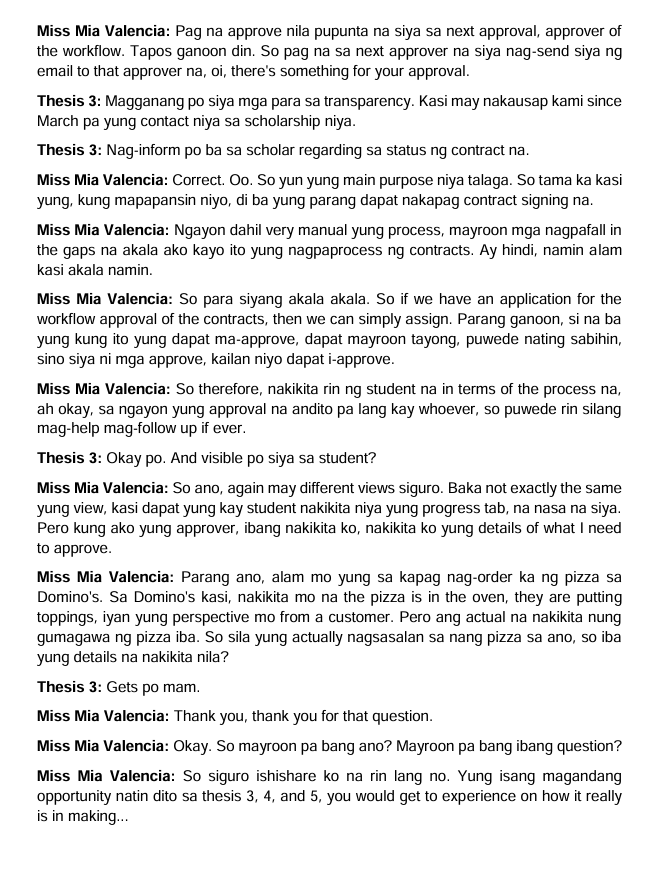 Miss Mia Valencia: Pag na approve nila pupunta na siya sa next approval, approver of
the workflow. Tapos ganoon din. So pag na sa next approver na siya nag-send siya ng
email to that approver na, oi, there's something for your approval.
Thesis 3: Magganang po siya mga para sa transparency. Kasi may nakausap kami since
March pa yung contact niya sa scholarship niya.
Thesis 3: Nag-inform po ba sa scholar regarding sa status ng contract na.
Miss Mia Valencia: Correct. Oo. So yun yung main purpose niya talaga. So tama ka kasi
yung, kung mapapansin niyo, di ba yung parang dapat nakapag contract signing na.
Miss Mia Valencia: Ngayon dahil very manual yung process, mayroon mga nagpafall in
the gaps na akala ako kayo ito yung nagpaprocess ng contracts. Ay hindi, namin alam
kasi akala namin.
Miss Mia Valencia: So para siyang akala akala. So if we have an application for the
workflow approval of the contracts, then we can simply assign. Parang ganoon, si na ba
yung kung ito yung dapat ma-approve, dapat mayroon tayong, puwede nating sabihin,
sino siya ni mga approve, kailan niyo dapat i-approve.
Miss Mia Valencia: So therefore, nakikita rin ng student na in terms of the process na,
ah okay, sa ngayon yung approval na andito pa lang kay whoever, so puwede rin silang
mag-help mag-follow up if ever.
Thesis 3: Okay po. And visible po siya sa student?
Miss Mia Valencia: So ano, again may different views siguro. Baka not exactly the same
yung view, kasi dapat yung kay student nakikita niya yung progress tab, na nasa na siya.
Pero kung ako yung approver, ibang nakikita ko, nakikita ko yung details of what I need
to approve.
Miss Mia Valencia: Parang ano, alam mo yung sa kapag nag-order ka ng pizza sa
Domino's. Sa Domino's kasi, nakikita mo na the pizza is in the oven, they are putting
toppings, iyan yung perspective mo from a customer. Pero ang actual na nakikita nung
gumagawa ng pizza iba. So sila yung actually nagsasalan sa nang pizza sa ano, so iba
yung details na nakikita nila?
Thesis 3: Gets po mam.
Miss Mia Valencia: Thank you, thank you for that question.
Miss Mia Valencia: Okay. So mayroon pa bang ano? Mayroon pa bang ibang question?
Miss Mia Valencia: So siguro ishishare ko na rin lang no. Yung isang magandang
opportunity natin dito sa thesis 3, 4, and 5, you would get to experience on how it really
is in making...